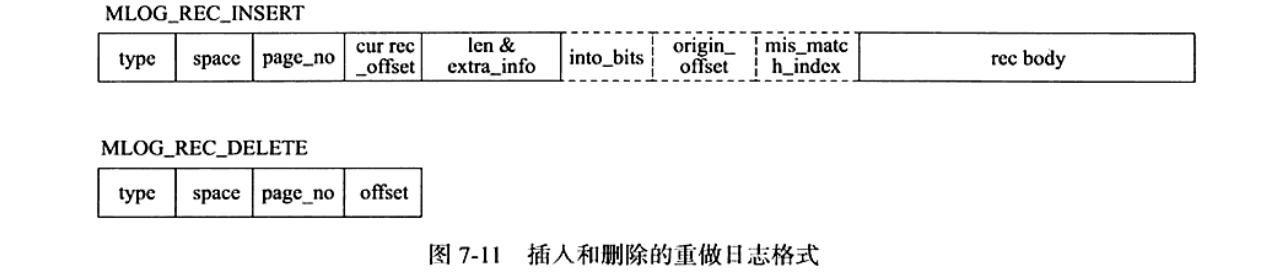 MLOG_REC_INSERT
type space page_no cur rec
_offset len &
extra_info into_bits origin_
offset mis_matc
h_index rec body
MLOG_REC_DELETE
type space page_no offset
图 7-11 插入和删除的重做日志格式